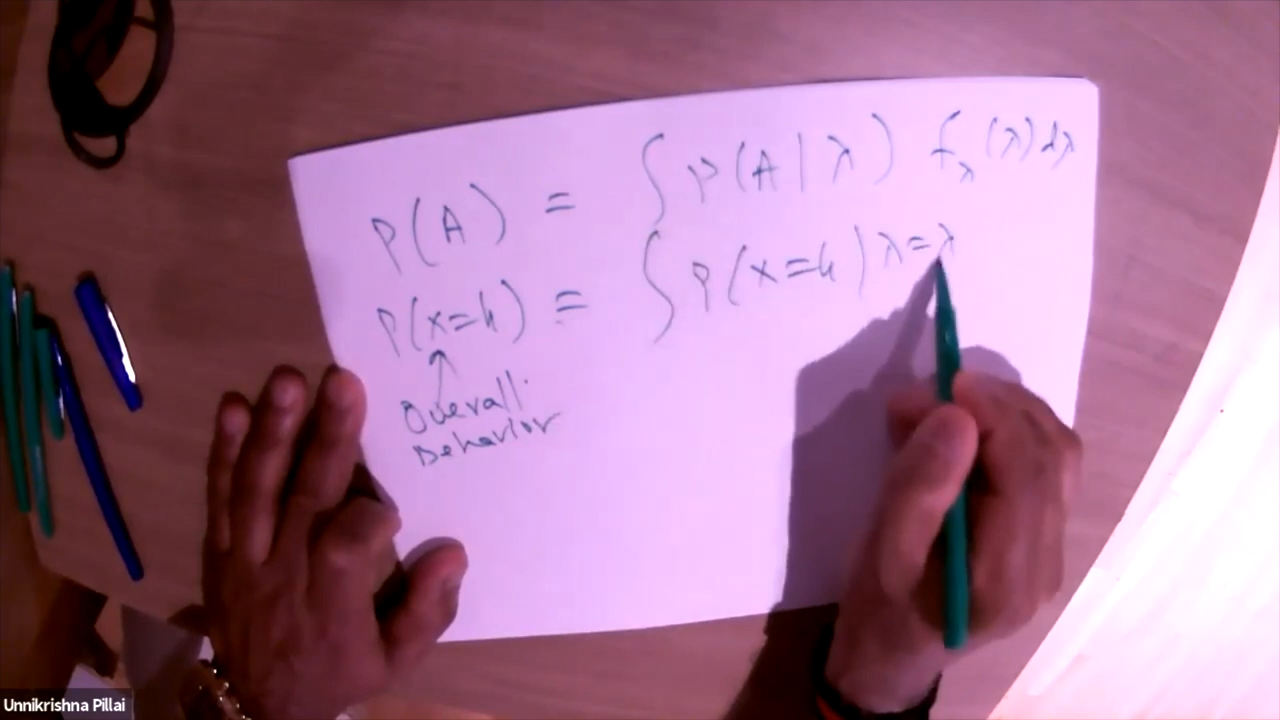 P(A) = ∫ P(A|λ) f_λ(λ)dλ
P(x=k) = ∫ P(x=k|λ=λ
↑
Overall
Behavior
Unnikrishna Pillai